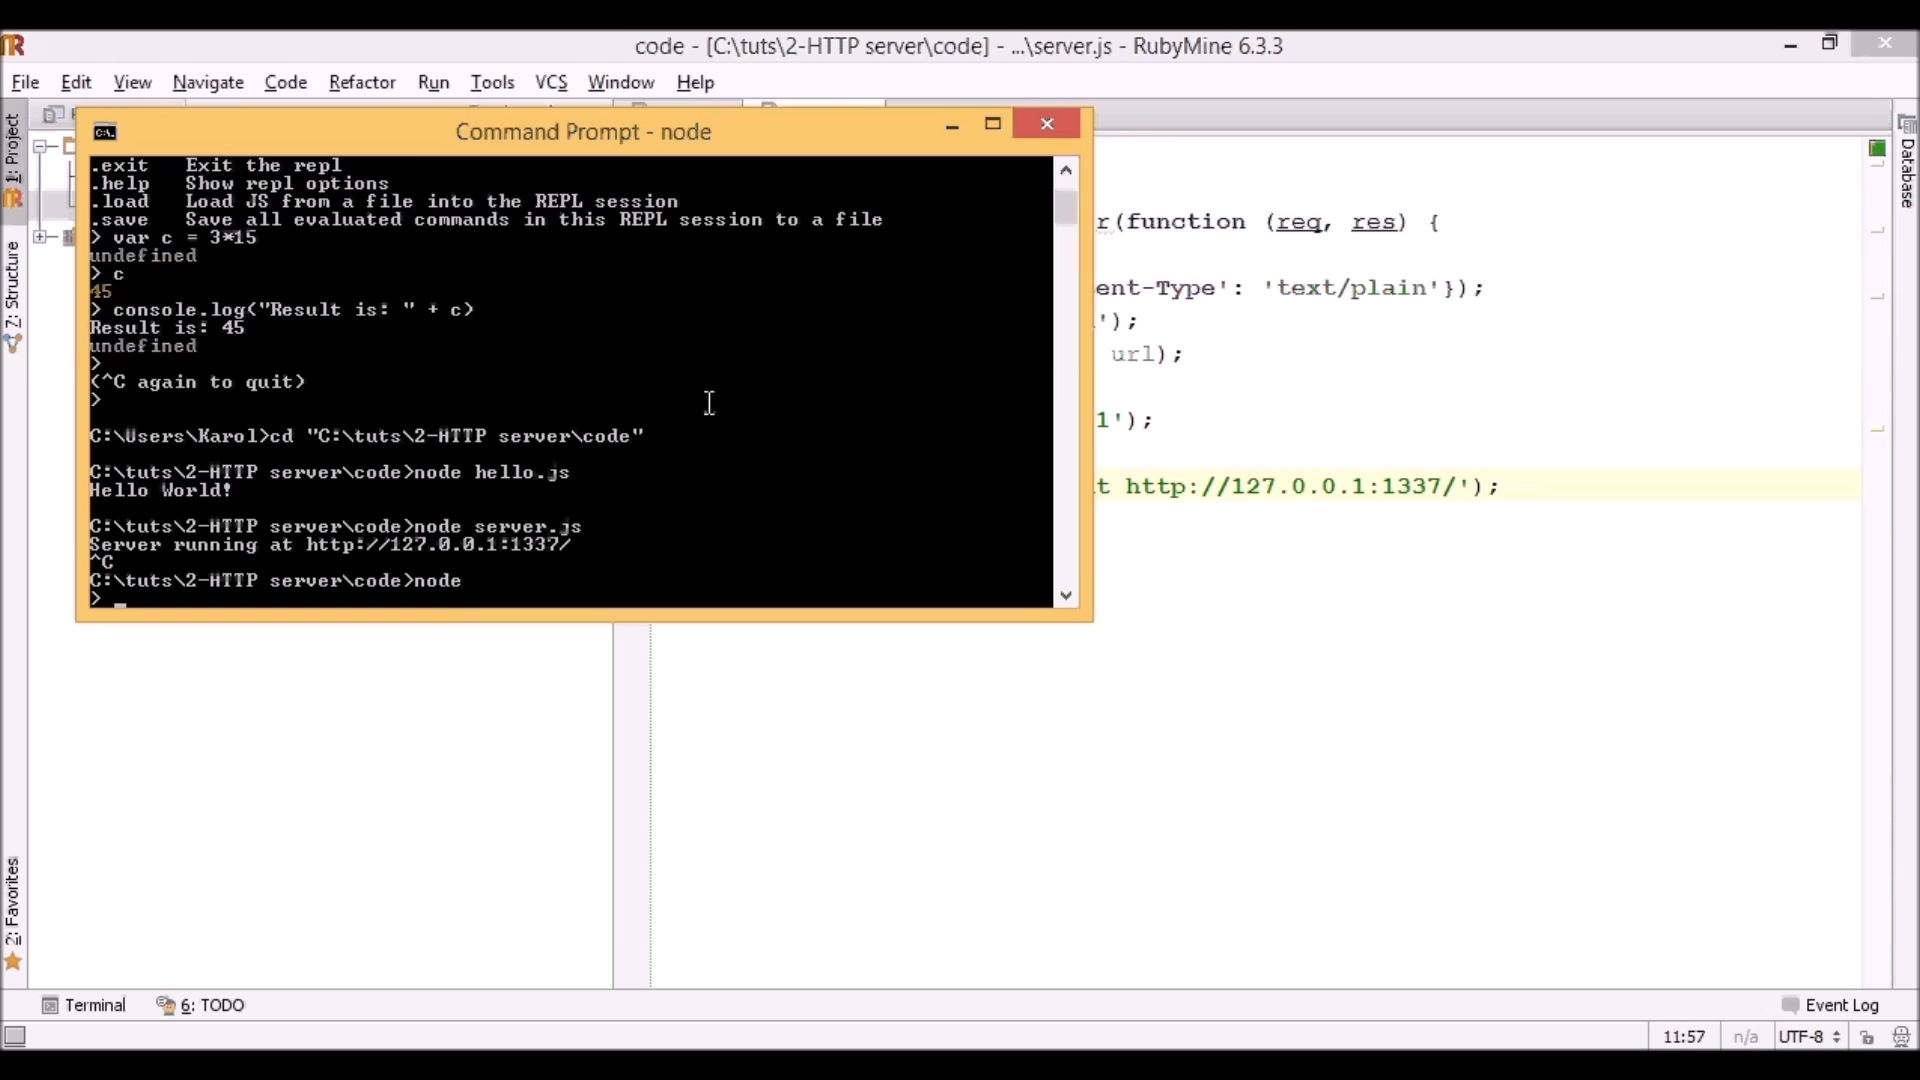 code - [C:\tuts\2-HTTP server\code] - ...\server.js - RubyMine 6.3.3
File Edit View Navigate Code Refactor Run Tools VCS Window Help
1: Project
7: Structure
2: Favorites
Database
Command Prompt - node
.exit Exit the repl
.help Show repl options
.load Load JS from a file into the REPL session
.save Save all evaluated commands in this REPL session to a file
> var c = 3*15
undefined
> c
45
> console.log("Result is: " + c)
Result is: 45
undefined
>
(^C again to quit)
>
C:\Users\Karol>cd "C:\tuts\2-HTTP server\code"
C:\tuts\2-HTTP server\code>node hello.js
Hello World!
C:\tuts\2-HTTP server\code>node server.js
Server running at http://127.0.0.1:1337/
^C
C:\tuts\2-HTTP server\code>node
> _
r(function (req, res) {
ent-Type': 'text/plain'});
');
url);
1');
t http://127.0.0.1:1337/');
Terminal 6: TODO Event Log
11:57 n/a UTF-8